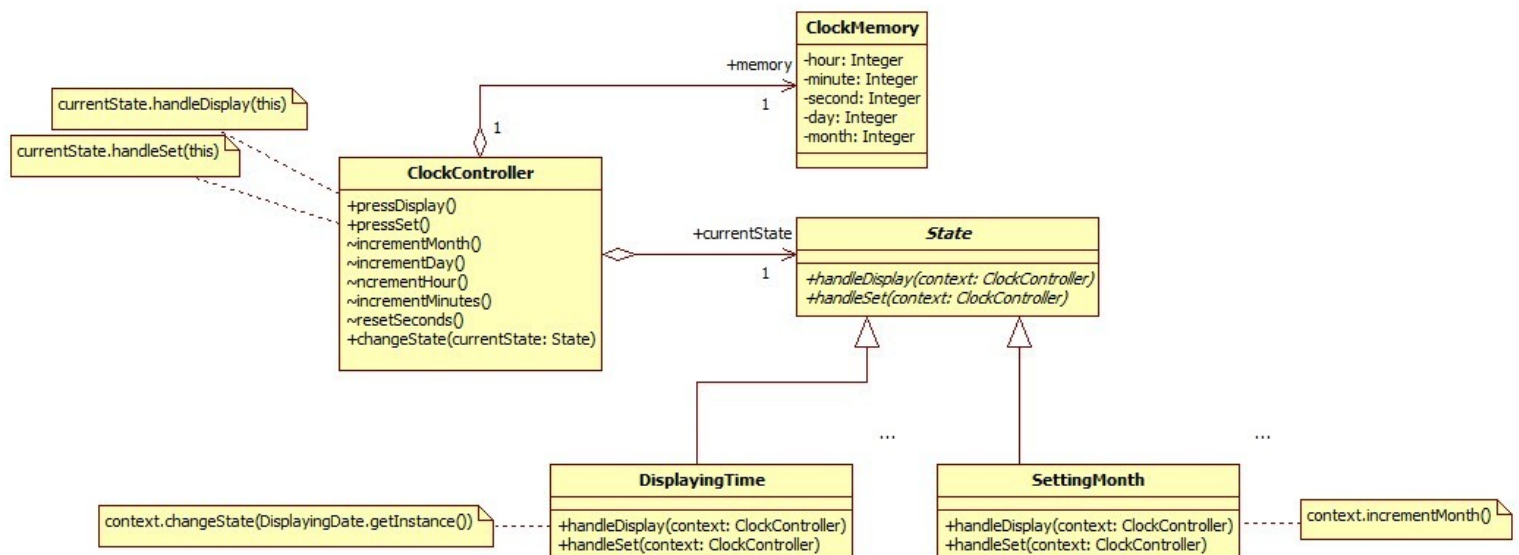 ClockMemory
-hour: Integer
-minute: Integer
-second: Integer
-day: Integer
-month: Integer
+memory
1
1
currentState.handleDisplay(this)
currentState.handleSet(this)
ClockController
+pressDisplay()
+pressSet()
~incrementMonth()
~incrementDay()
~ncrementHour()
~incrementMinutes()
~resetSeconds()
+changeState(currentState: State)
+currentState
1
State
+handleDisplay(context: ClockController)
+handleSet(context: ClockController)
...
...
DisplayingTime
+handleDisplay(context: ClockController)
+handleSet(context: ClockController)
context.changeState(DisplayingDate.getInstance())
SettingMonth
+handleDisplay(context: ClockController)
+handleSet(context: ClockController)
context.incrementMonth()